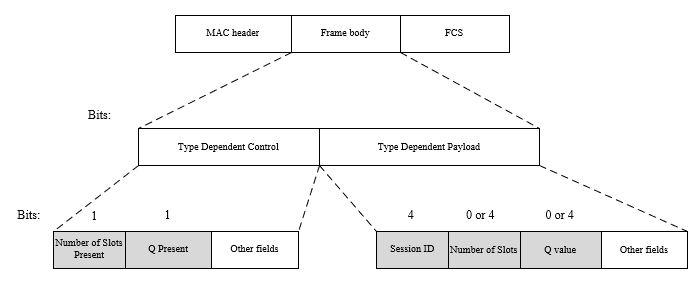 MAC header Frame body FCS
Bits:
Type Dependent Control Type Dependent Payload
Bits: 1 1 4 0 or 4 0 or 4
Number of Slots
Present
Q Present
Other fields
Session ID
Number of Slots
Q value
Other fields